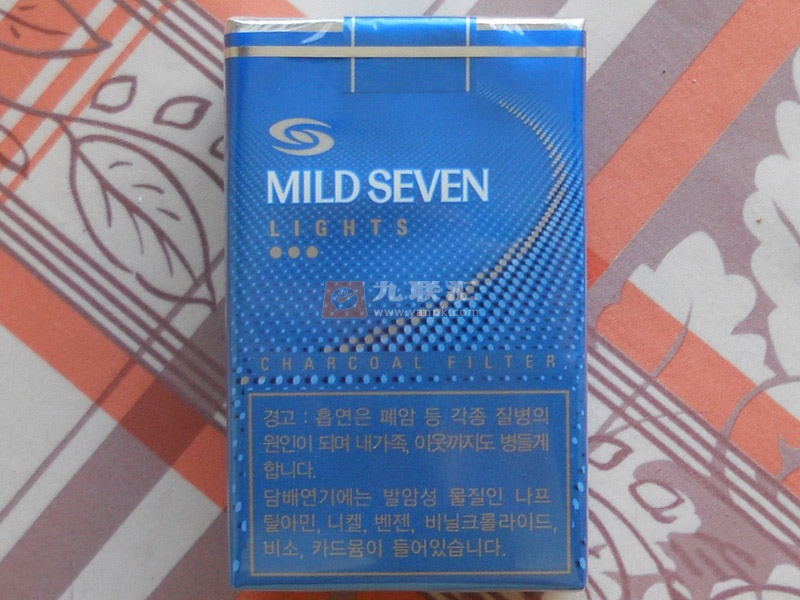 MILD SEVEN
LIGHTS
九联汇
www.yanbk.com
CHARCOAL FILTER
경고 : 흡연은 폐암 등 각종 질병의
원인이 되며 내가족, 이웃까지도 병들게
합니다.
담배연기에는 발암성 물질인 나프
틸아민, 니켈, 벤젠, 비닐크롤라이드,
비소, 카드뮴이 들어있습니다.